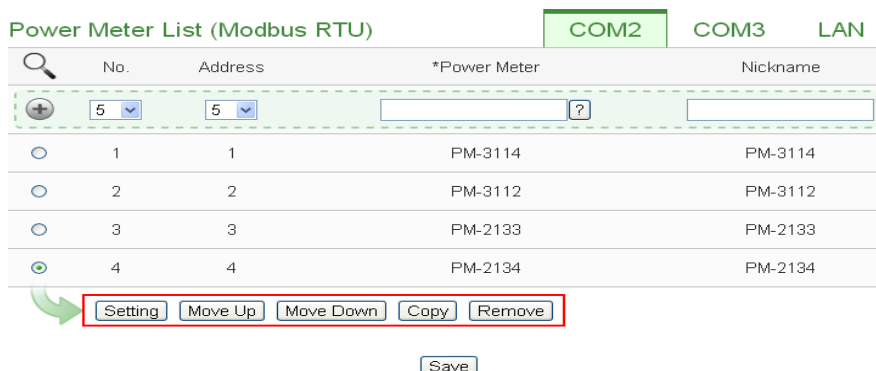 Power Meter List (Modbus RTU) COM2 COM3 LAN
No. Address *Power Meter Nickname
5 5 ?
1 1 PM-3114 PM-3114
2 2 PM-3112 PM-3112
3 3 PM-2133 PM-2133
4 4 PM-2134 PM-2134
Setting Move Up Move Down Copy Remove
Save